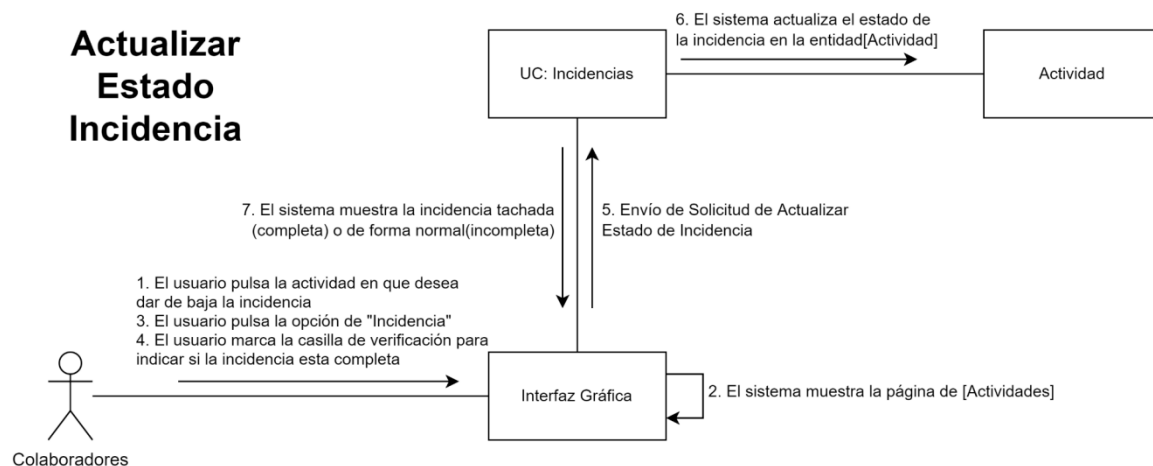 Actualizar
Estado
Incidencia
6. El sistema actualiza el estado de
la incidencia en la entidad[Actividad]
UC: Incidencias
Actividad
7. El sistema muestra la incidencia tachada
(completa) o de forma normal(incompleta)
5. Envío de Solicitud de Actualizar
Estado de Incidencia
1. El usuario pulsa la actividad en que desea
dar de baja la incidencia
3. El usuario pulsa la opción de "Incidencia"
4. El usuario marca la casilla de verificación para
indicar si la incidencia esta completa
Interfaz Gráfica
2. El sistema muestra la página de [Actividades]
Colaboradores